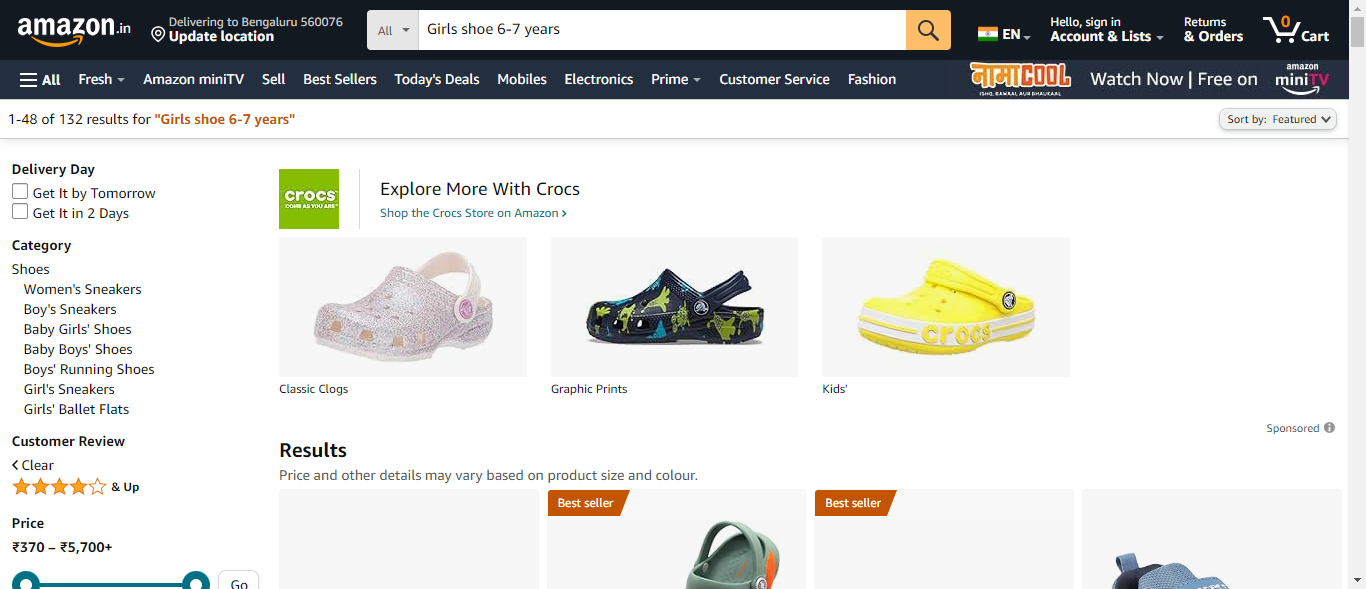 amazon.in
Delivering to Bengaluru 560076
Update location
All
Girls shoe 6-7 years
EN
Hello, sign in
Account & Lists
Returns
& Orders
0
Cart
All
Fresh
Amazon miniTV
Sell
Best Sellers
Today's Deals
Mobiles
Electronics
Prime
Customer Service
Fashion
नामाCOOL
ISHQ, BAWAAL AUR BHAUKAAL
Watch Now | Free on
amazon
miniTV
1-48 of 132 results for "Girls shoe 6-7 years"
Sort by: Featured
Delivery Day
Get It by Tomorrow
Get It in 2 Days
Category
Shoes
Women's Sneakers
Boy's Sneakers
Baby Girls' Shoes
Baby Boys' Shoes
Boys' Running Shoes
Girl's Sneakers
Girls' Ballet Flats
Customer Review
Clear
& Up
Price
₹370 – ₹5,700+
Go
crocs™
COME AS YOU ARE™
Explore More With Crocs
Shop the Crocs Store on Amazon ›
crocs
Classic Clogs
Graphic Prints
Kids'
Sponsored
Results
Price and other details may vary based on product size and colour.
Best seller
Best seller